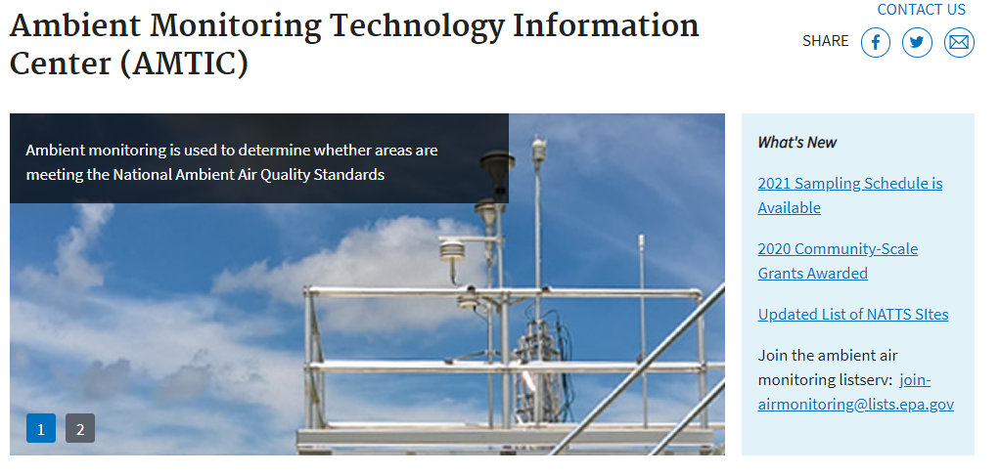 CONTACT US
Ambient Monitoring Technology Information
Center (AMTIC)
SHARE
Ambient monitoring is used to determine whether areas are
meeting the National Ambient Air Quality Standards
1 2
What's New
2021 Sampling Schedule is
Available
2020 Community-Scale
Grants Awarded
Updated List of NATTS SItes
Join the ambient air
monitoring listserv: join-
airmonitoring@lists.epa.gov